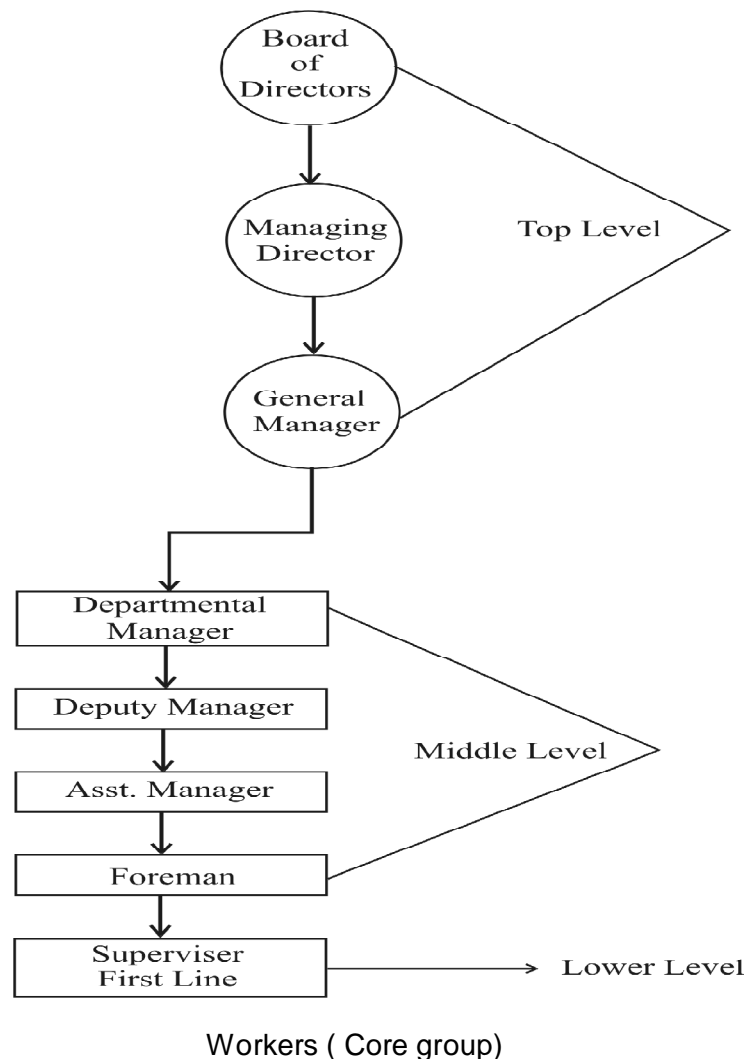 Board
of
Directors
Managing
Director
Top Level
General
Manager
Departmental
Manager
Deputy Manager
Middle Level
Asst. Manager
Foreman
Superviser
First Line
Lower Level
Workers ( Core group)